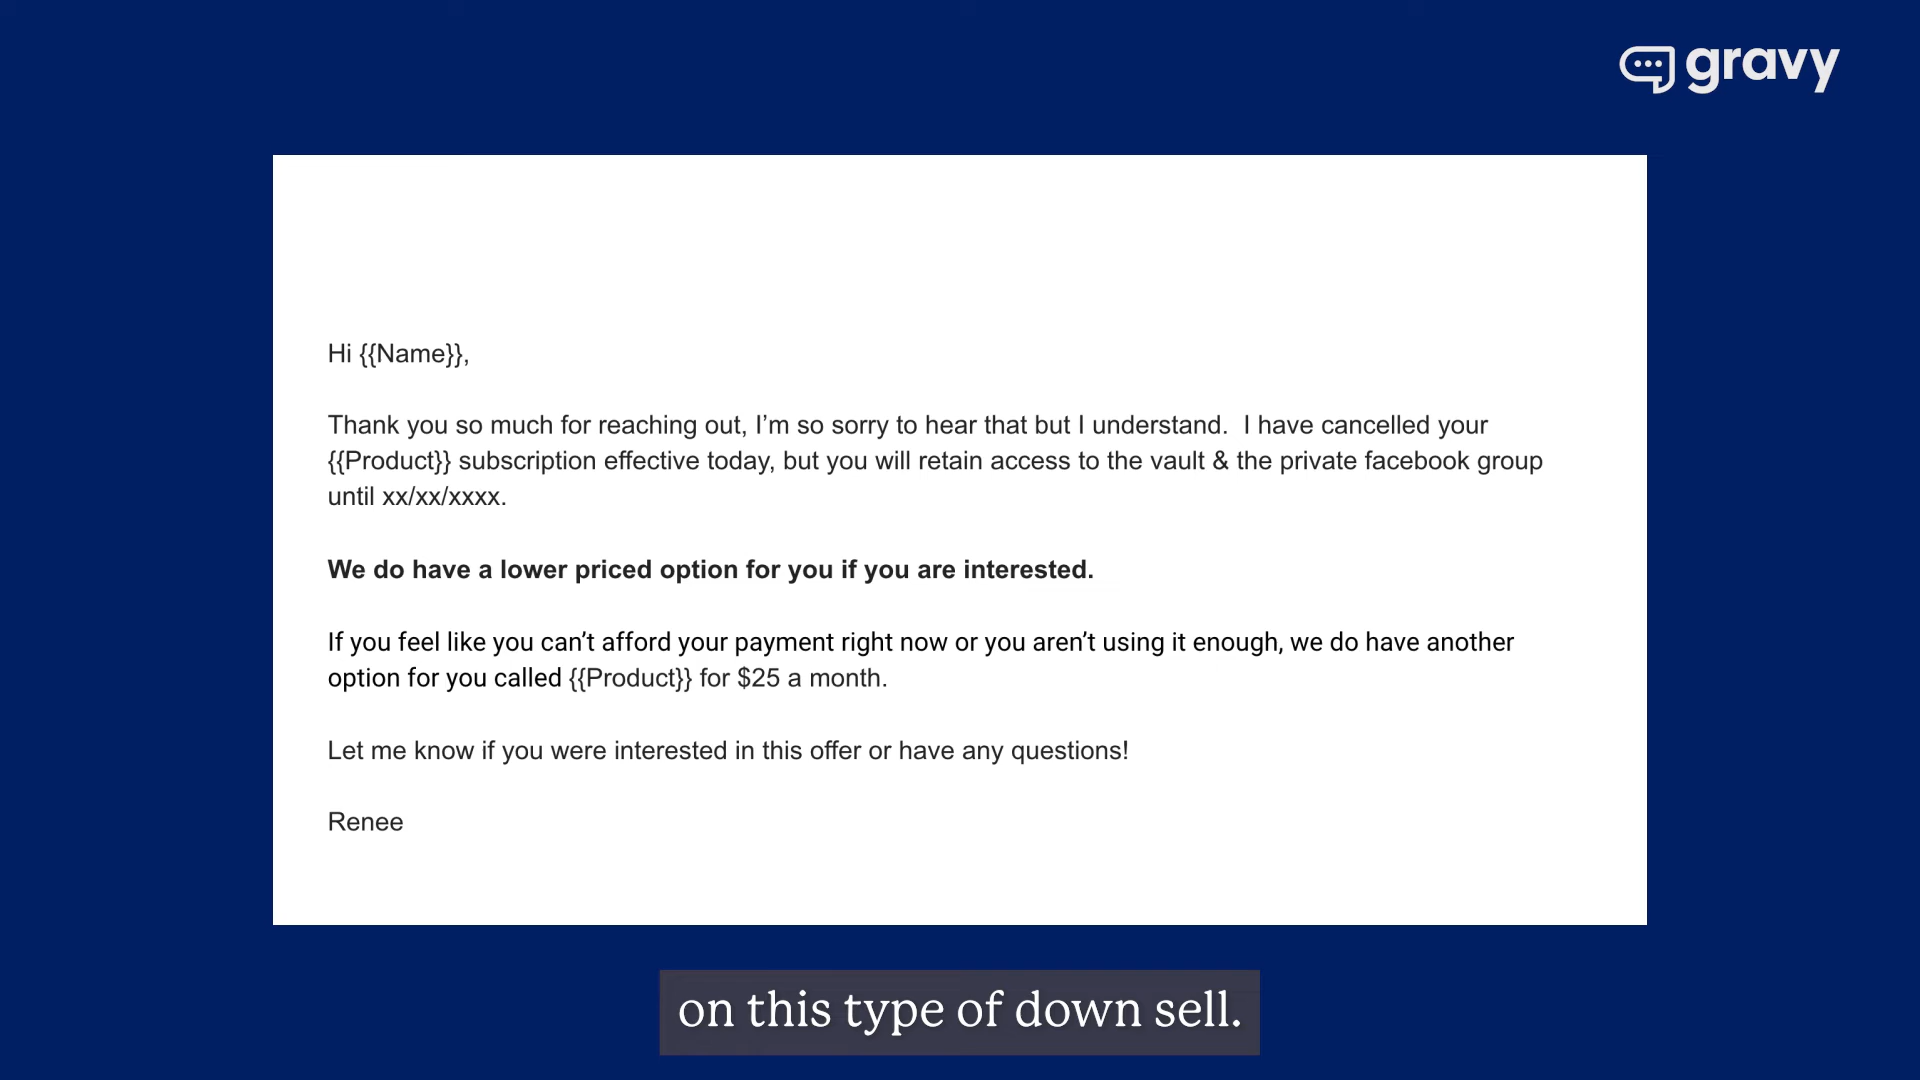 gravy
Hi {{Name}},
Thank you so much for reaching out, I’m so sorry to hear that but I understand.  I have cancelled your
{{Product}} subscription effective today, but you will retain access to the vault & the private facebook group
until xx/xx/xxxx.
We do have a lower priced option for you if you are interested.
If you feel like you can’t afford your payment right now or you aren’t using it enough, we do have another
option for you called {{Product}} for $25 a month.
Let me know if you were interested in this offer or have any questions!
Renee
on this type of down sell.